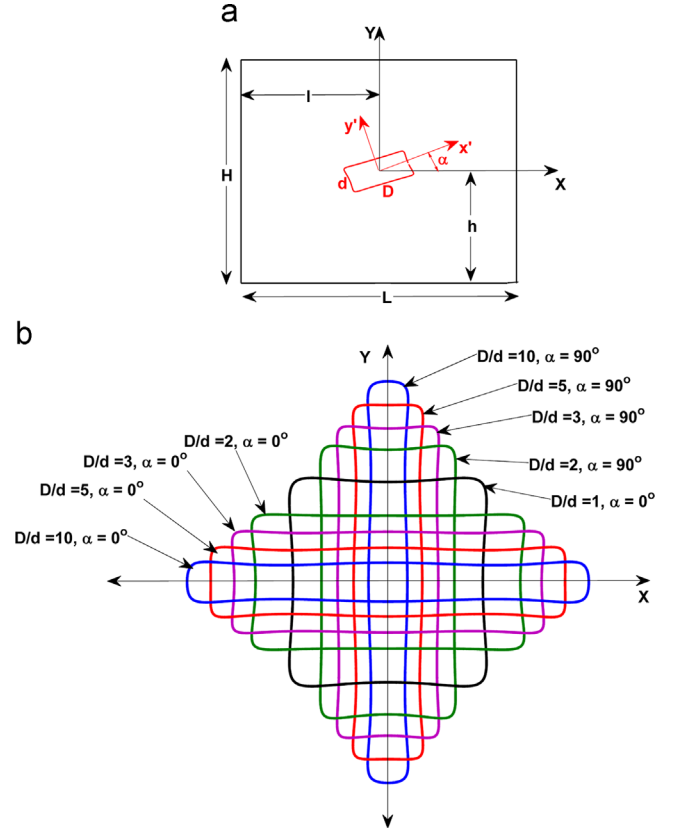 a
Y
l
y'
x'
α
H
d
D
X
h
L
b
Y
D/d =10, α = 90°
D/d =5, α = 90°
D/d =3, α = 90°
D/d =2, α = 0°
D/d =3, α = 0°
D/d =2, α = 90°
D/d =5, α = 0°
D/d =1, α = 0°
D/d =10, α = 0°
X